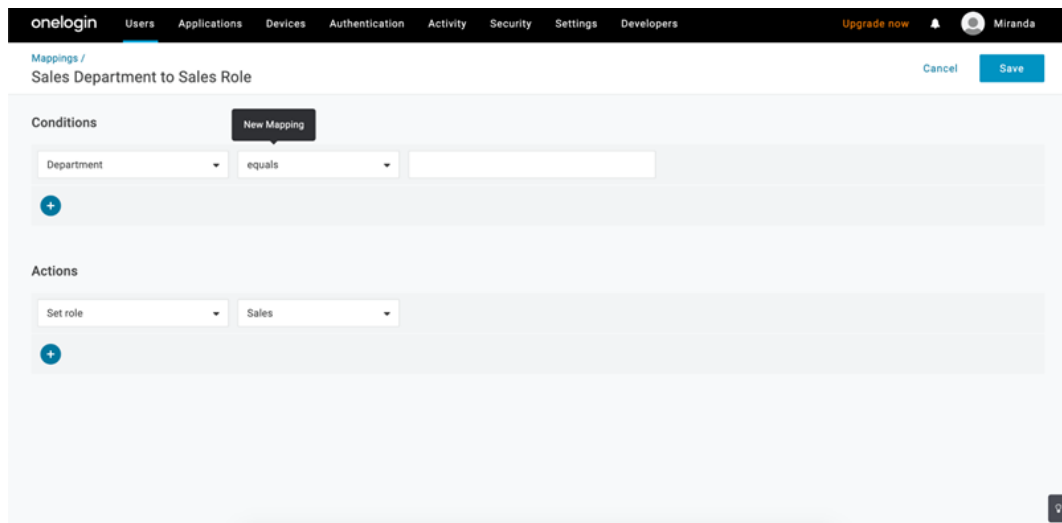 onelogin Users Applications Devices Authentication Activity Security Settings Developers Upgrade now Miranda
Mappings /
Sales Department to Sales Role
Cancel Save
Conditions
New Mapping
Department equals
Actions
Set role Sales